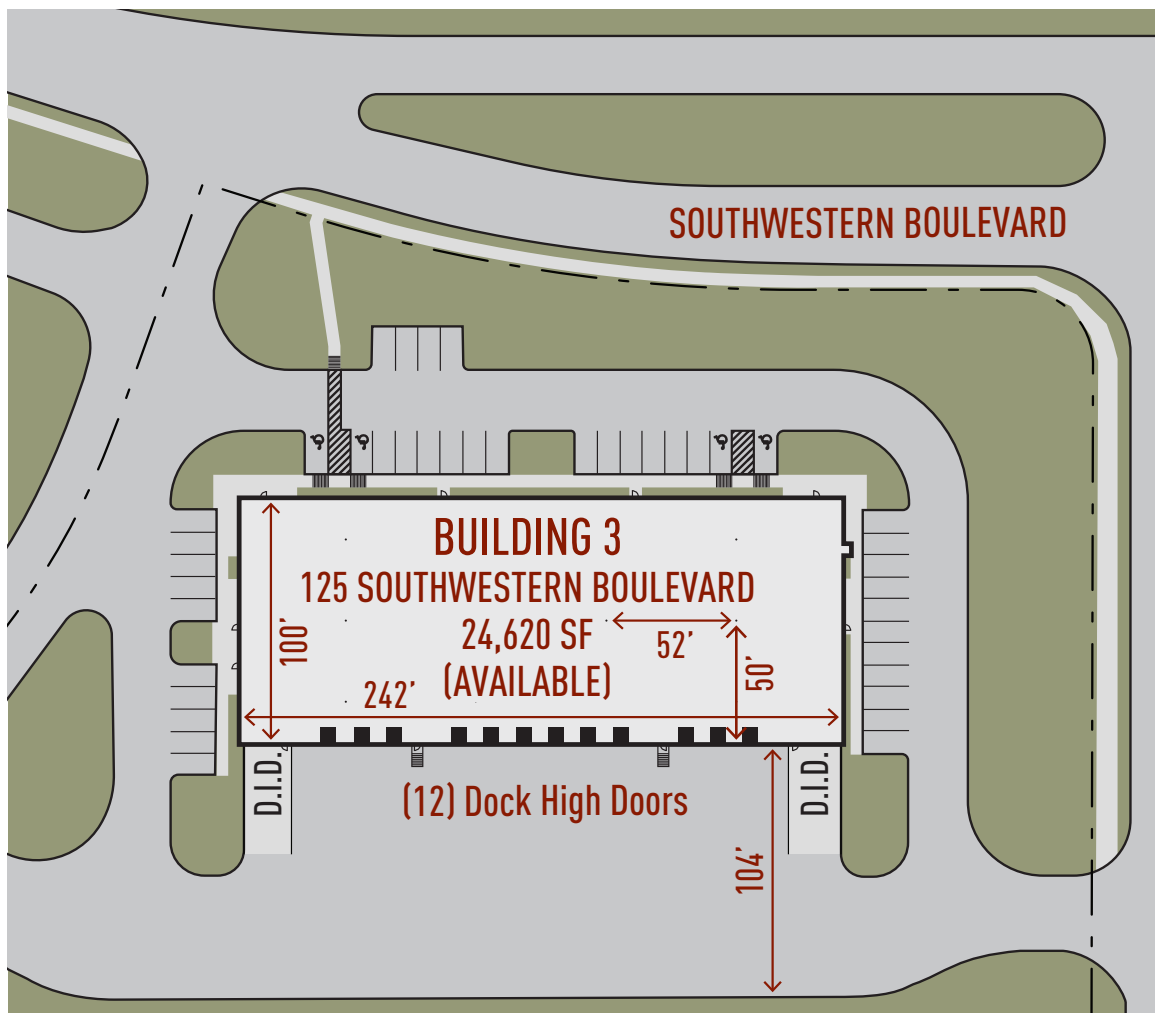 SOUTHWESTERN BOULEVARD
BUILDING 3
125 SOUTHWESTERN BOULEVARD
24,620 SF
(AVAILABLE)
100'
52'
50'
242'
D.I.D.
(12) Dock High Doors
D.I.D.
104'